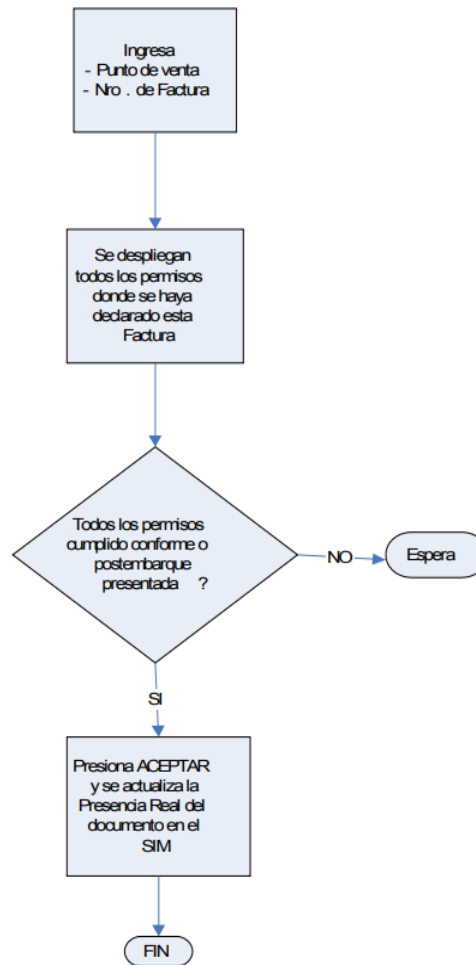 Ingresa
- Punto de venta
- Nro . de Factura
Se despliegan
todos los permisos
donde se haya
declarado esta
Factura
Todos los permisos
cumplido conforme o
postembarque
presentada ?
NO
Espera
SI
Presiona ACEPTAR
y se actualiza la
Presencia Real del
documento en el
SIM
FIN